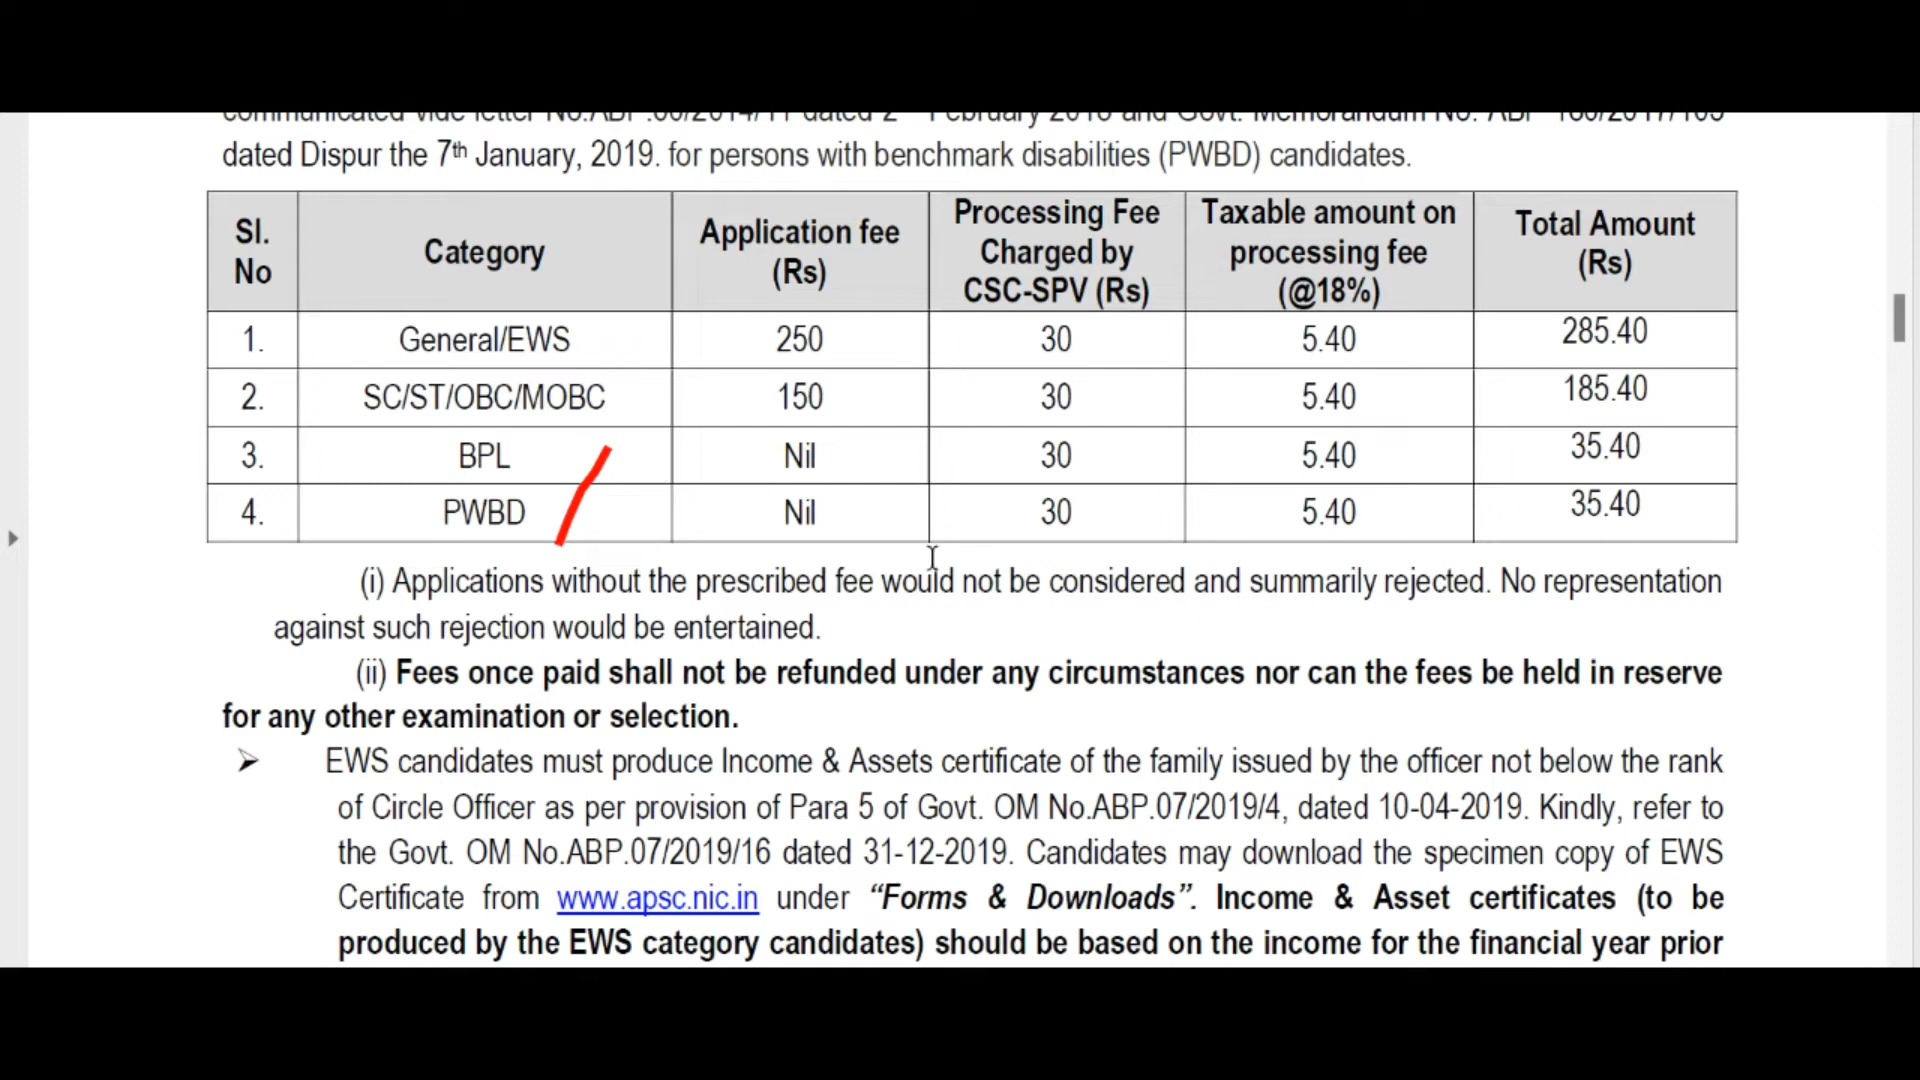 dated Dispur the 7th January, 2019. for persons with benchmark disabilities (PWBD) candidates.
Sl. No Category Application fee (Rs) Processing Fee Charged by CSC-SPV (Rs) Taxable amount on processing fee (@18%) Total Amount (Rs)
1. General/EWS 250 30 5.40 285.40
2. SC/ST/OBC/MOBC 150 30 5.40 185.40
3. BPL Nil 30 5.40 35.40
4. PWBD Nil 30 5.40 35.40
(i) Applications without the prescribed fee would not be considered and summarily rejected. No representation
against such rejection would be entertained.
(ii) Fees once paid shall not be refunded under any circumstances nor can the fees be held in reserve
for any other examination or selection.
➢ EWS candidates must produce Income & Assets certificate of the family issued by the officer not below the rank
of Circle Officer as per provision of Para 5 of Govt. OM No.ABP.07/2019/4, dated 10-04-2019. Kindly, refer to
the Govt. OM No.ABP.07/2019/16 dated 31-12-2019. Candidates may download the specimen copy of EWS
Certificate from www.apsc.nic.in under “Forms & Downloads”. Income & Asset certificates (to be
produced by the EWS category candidates) should be based on the income for the financial year prior